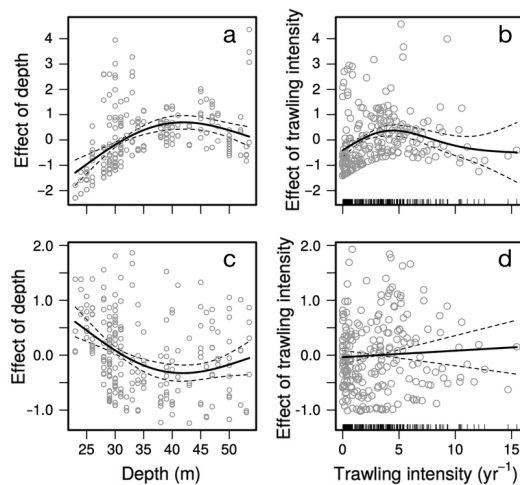 a
Effect of depth
4
3
2
1
0
−1
−2
b
Effect of trawling intensity
4
3
2
1
0
−1
−2
c
Effect of depth
2.0
1.0
0.0
-1.0
25 30 35 40 45 50
Depth (m)
d
Effect of trawling intensity
2.0
1.0
0.0
-1.0
0 5 10 15
Trawling intensity (yr−1)